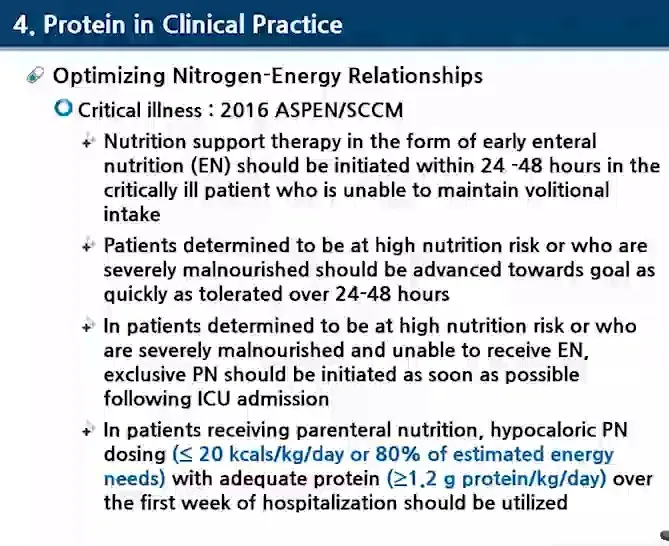 4. Protein in Clinical Practice
Optimizing Nitrogen-Energy Relationships
Critical illness : 2016 ASPEN/SCCM
Nutrition support therapy in the form of early enteral
nutrition (EN) should be initiated within 24 -48 hours in the
critically ill patient who is unable to maintain volitional
intake
Patients determined to be at high nutrition risk or who are
severely malnourished should be advanced towards goal as
quickly as tolerated over 24-48 hours
In patients determined to be at high nutrition risk or who
are severely malnourished and unable to receive EN,
exclusive PN should be initiated as soon as possible
following ICU admission
In patients receiving parenteral nutrition, hypocaloric PN
dosing (≤ 20 kcals/kg/day or 80% of estimated energy
needs) with adequate protein (≥1.2 g protein/kg/day) over
the first week of hospitalization should be utilized